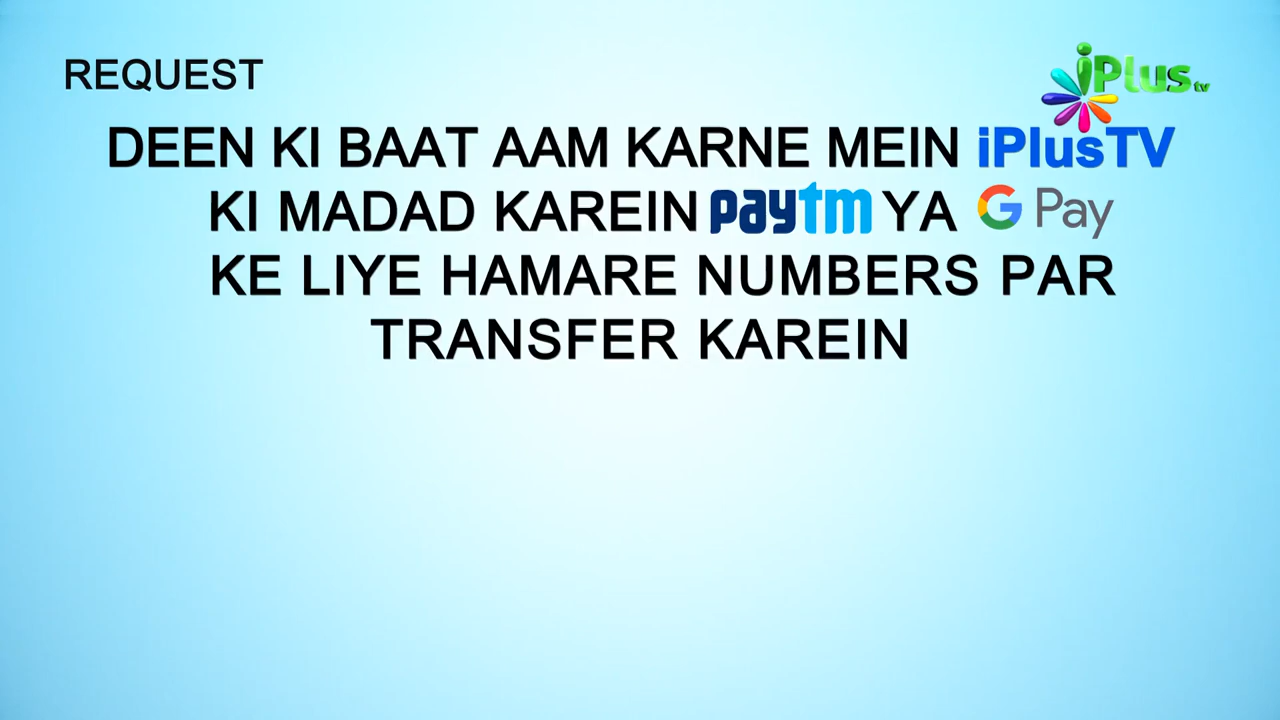 REQUEST
iPlus tv
DEEN KI BAAT AAM KARNE MEIN iPlusTV
KI MADAD KAREIN paytm YA G Pay
KE LIYE HAMARE NUMBERS PAR
TRANSFER KAREIN